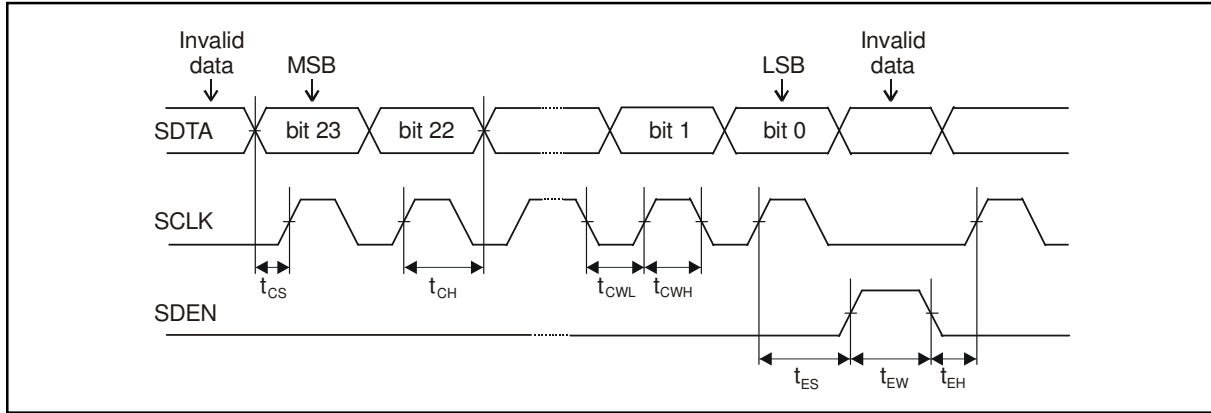 Invalid
data
MSB
LSB
Invalid
data
SDTA
bit 23
bit 22
bit 1
bit 0
SCLK
tCS
tCH
tCWL
tCWH
SDEN
tES
tEW
tEH